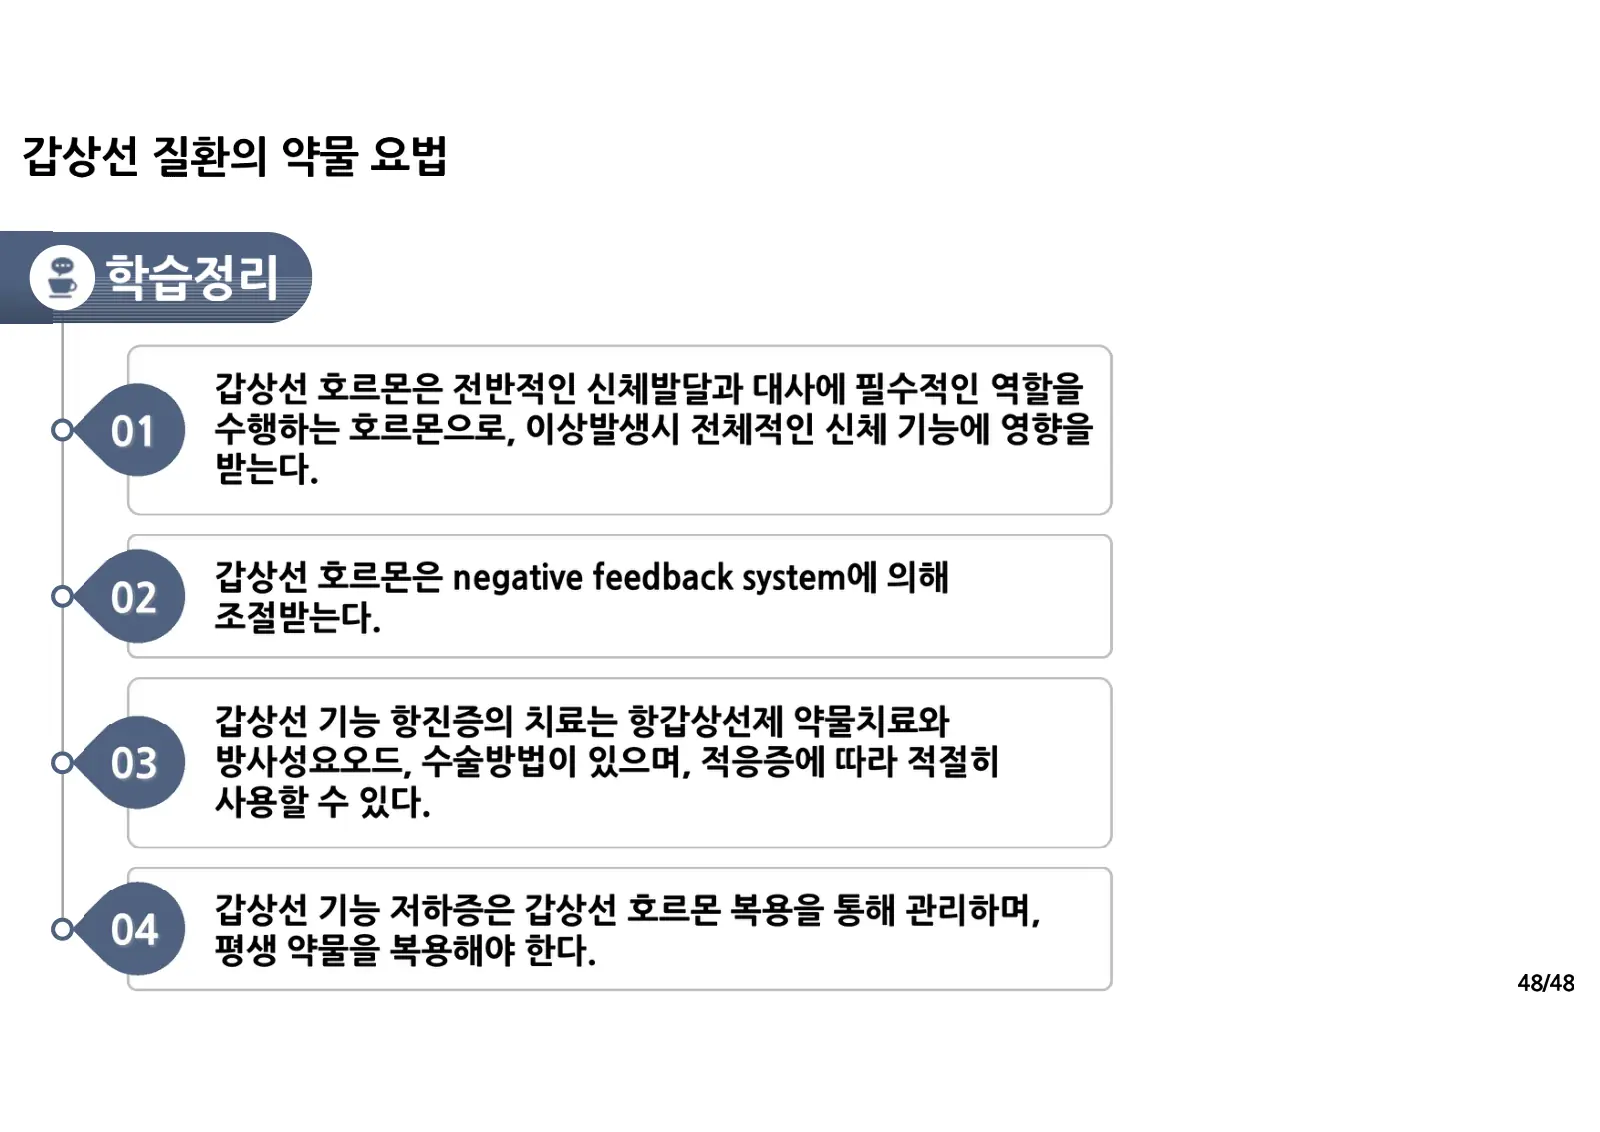 갑상선 질환의 약물 요법
학습정리
01
갑상선 호르몬은 전반적인 신체발달과 대사에 필수적인 역할을
수행하는 호르몬으로, 이상발생시 전체적인 신체 기능에 영향을
받는다.
02
갑상선 호르몬은 negative feedback system에 의해
조절받는다.
03
갑상선 기능 항진증의 치료는 항갑상선제 약물치료와
방사성요오드, 수술방법이 있으며, 적응증에 따라 적절히
사용할 수 있다.
04
갑상선 기능 저하증은 갑상선 호르몬 복용을 통해 관리하며,
평생 약물을 복용해야 한다.
48/48